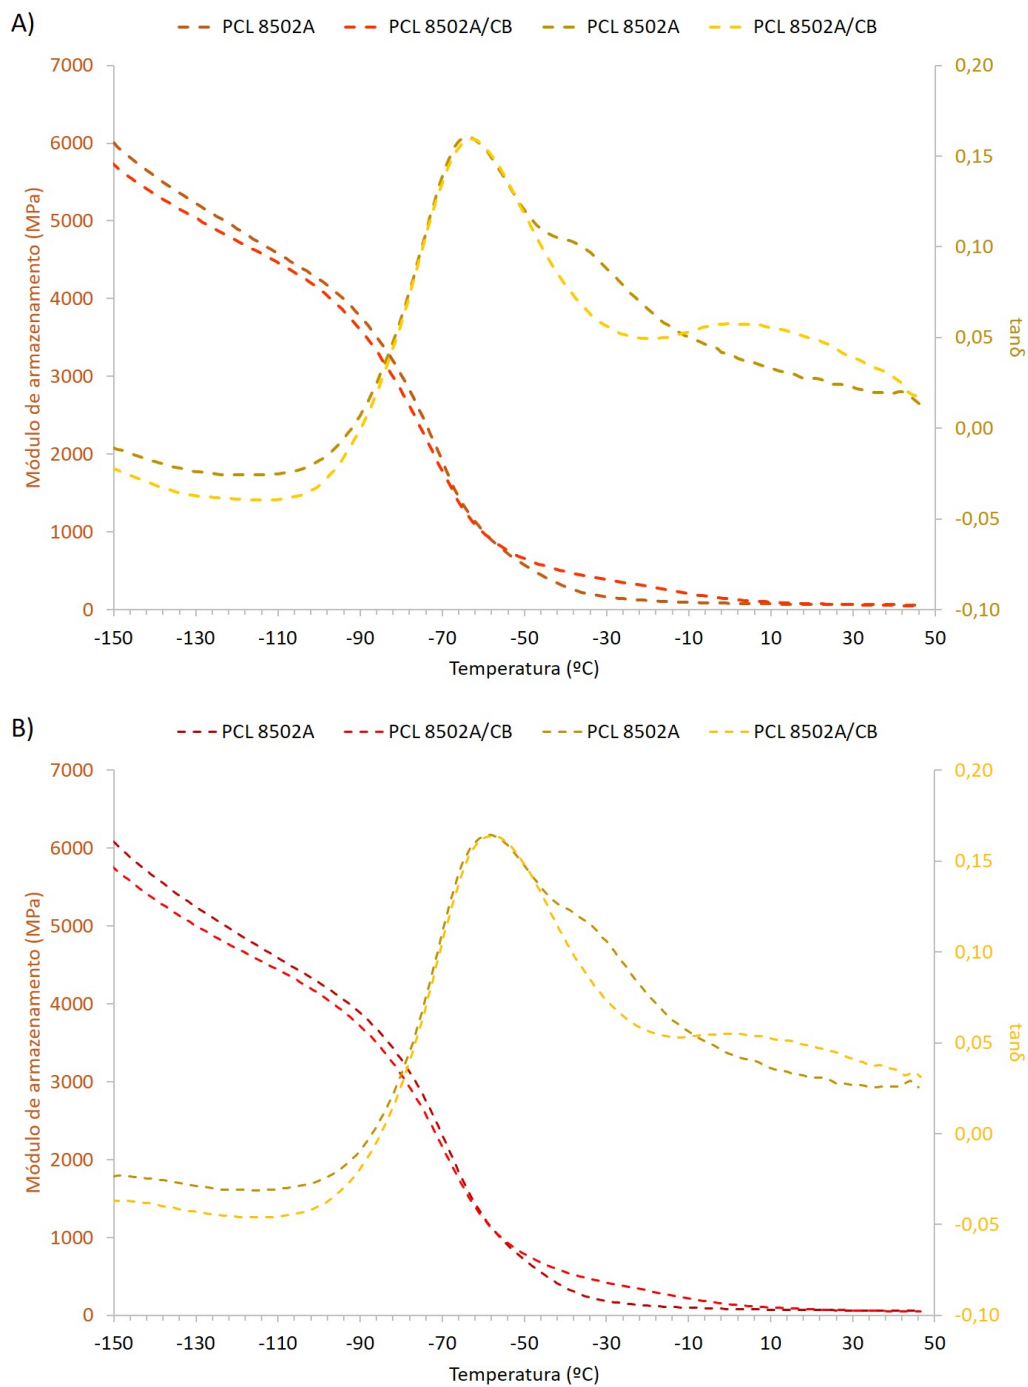 A)
PCL 8502A PCL 8502A/CB PCL 8502A PCL 8502A/CB
7000 0,20
6000 0,15
5000
0,10
4000
0,05
3000
0,00
2000
-0,05
1000
0 -0,10
Módulo de armazenamento (MPa)
tanδ
-150 -130 -110 -90 -70 -50 -30 -10 10 30 50
Temperatura (ºC)
B)
PCL 8502A PCL 8502A/CB PCL 8502A PCL 8502A/CB
7000 0,20
6000 0,15
5000
0,10
4000
0,05
3000
0,00
2000
-0,05
1000
0 -0,10
Módulo de armazenamento (MPa)
tanδ
-150 -130 -110 -90 -70 -50 -30 -10 10 30 50
Temperatura (ºC)